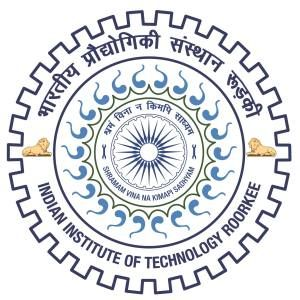 भारतीय प्रौद्योगिकी संस्थान रूड़की
श्रमं विना न किमपि साध्यम्
SHRAMAM VINA NA KIMAPI SADHYAM
INDIAN INSTITUTE OF TECHNOLOGY ROORKEE